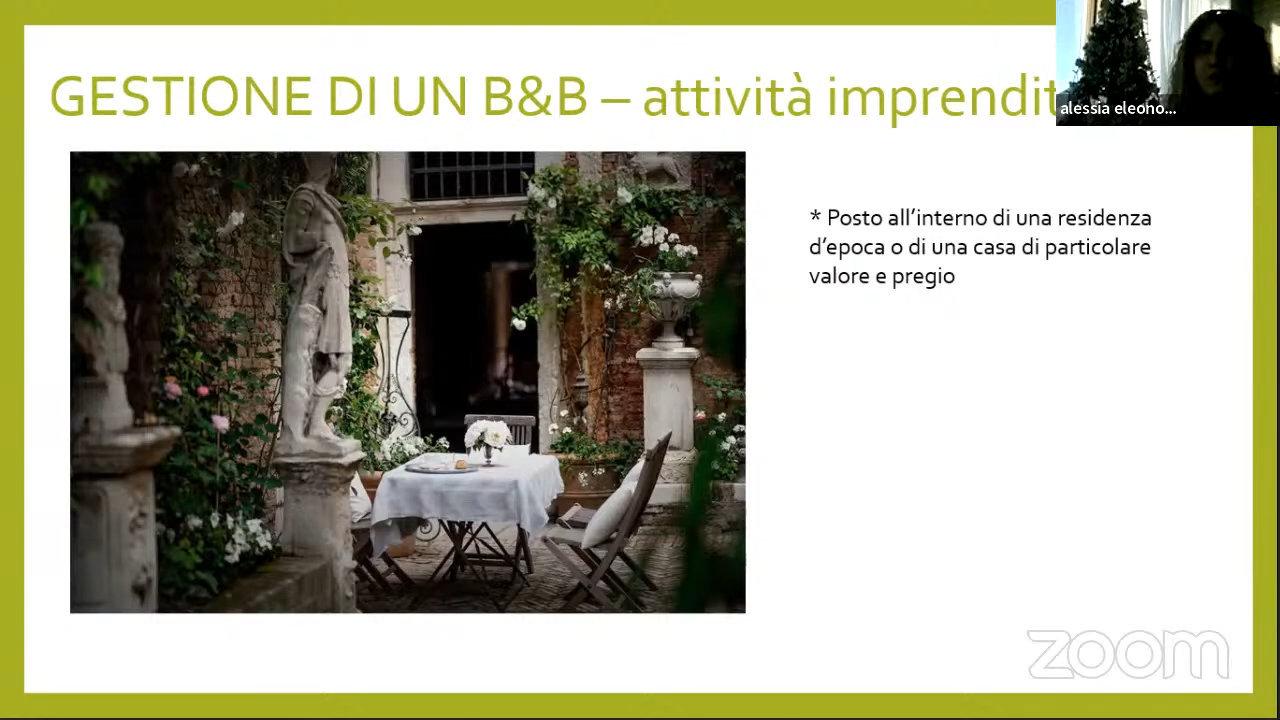 GESTIONE DI UN B&B – attività imprendit
alessia eleono...
* Posto all’interno di una residenza
d’epoca o di una casa di particolare
valore e pregio
zoom